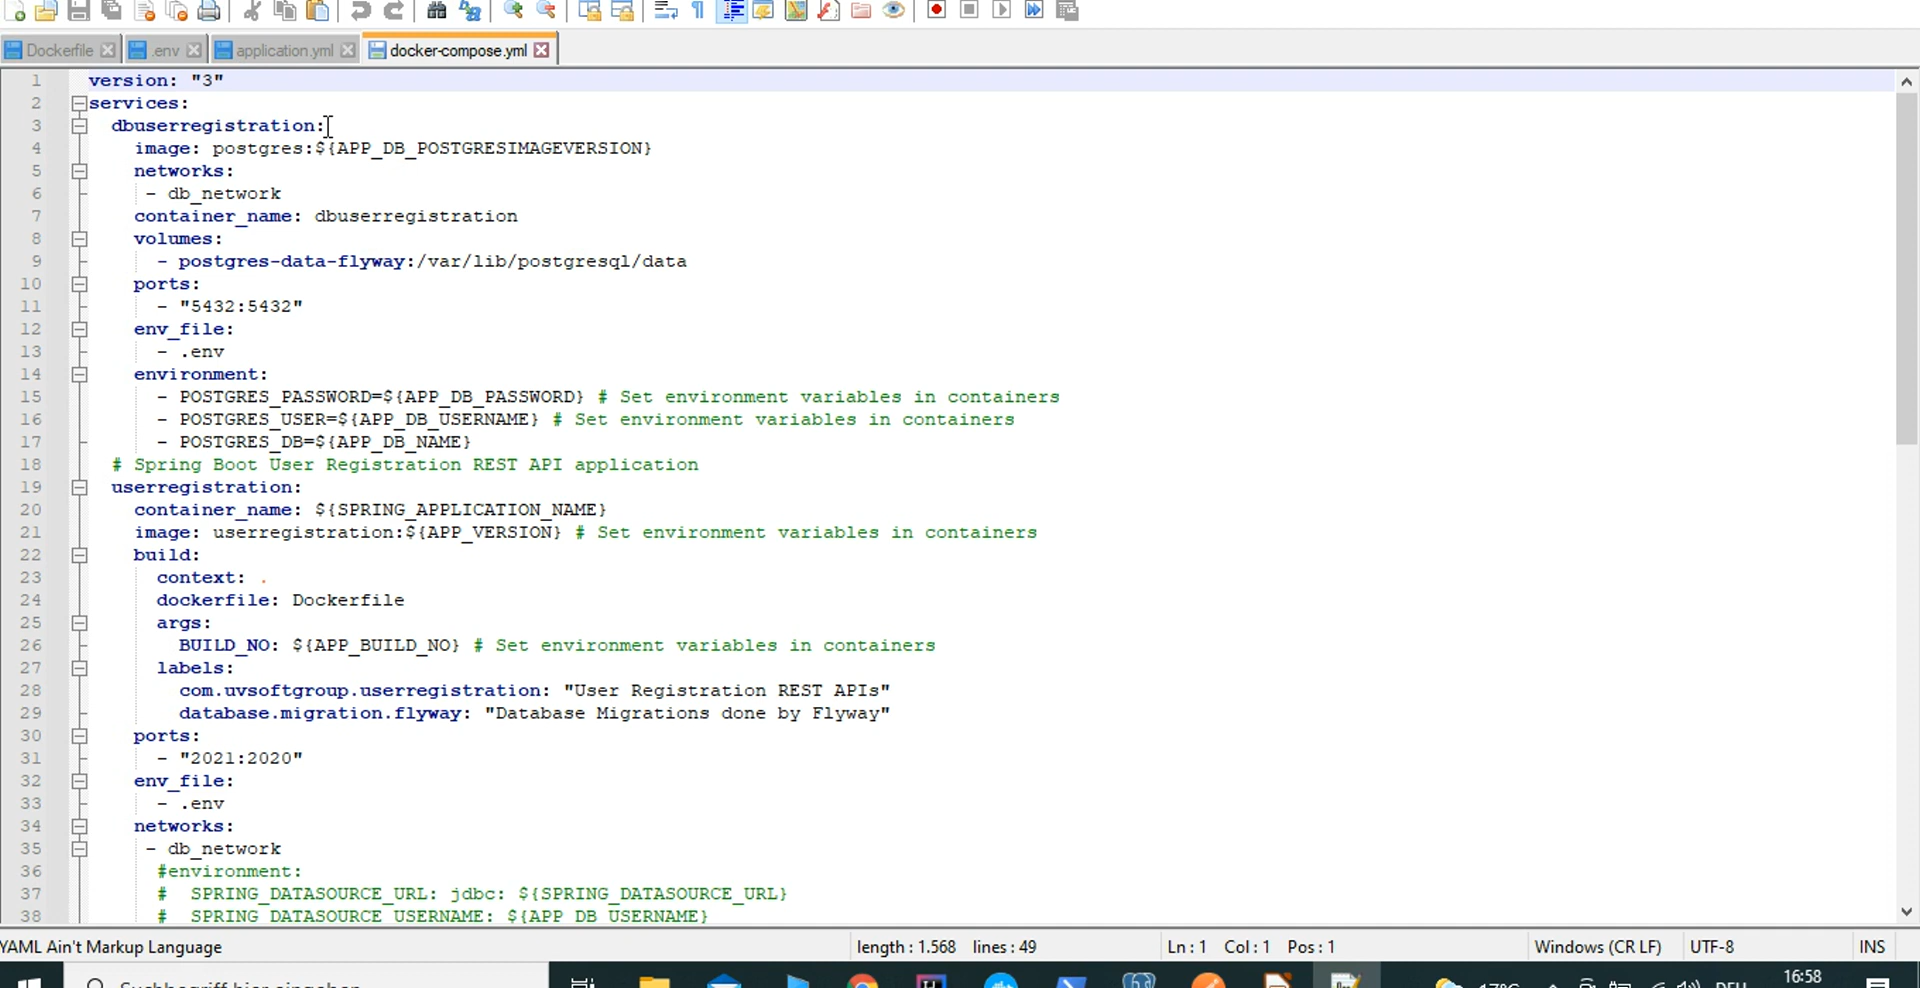 Dockerfile .env application.yml docker-compose.yml
1 version: "3"
2 services:
3 dbuserregistration:
4 image: postgres:${APP_DB_POSTGRESIMAGEVERSION}
5 networks:
6 - db_network
7 container_name: dbuserregistration
8 volumes:
9 - postgres-data-flyway:/var/lib/postgresql/data
10 ports:
11 - "5432:5432"
12 env_file:
13 - .env
14 environment:
15 - POSTGRES_PASSWORD=${APP_DB_PASSWORD} # Set environment variables in containers
16 - POSTGRES_USER=${APP_DB_USERNAME} # Set environment variables in containers
17 - POSTGRES_DB=${APP_DB_NAME}
18 # Spring Boot User Registration REST API application
19 userregistration:
20 container_name: ${SPRING_APPLICATION_NAME}
21 image: userregistration:${APP_VERSION} # Set environment variables in containers
22 build:
23 context: .
24 dockerfile: Dockerfile
25 args:
26 BUILD_NO: ${APP_BUILD_NO} # Set environment variables in containers
27 labels:
28 com.uvsoftgroup.userregistration: "User Registration REST APIs"
29 database.migration.flyway: "Database Migrations done by Flyway"
30 ports:
31 - "2021:2020"
32 env_file:
33 - .env
34 networks:
35 - db_network
36 #environment:
37 # SPRING_DATASOURCE_URL: jdbc: ${SPRING_DATASOURCE_URL}
38 # SPRING_DATASOURCE_USERNAME: ${APP_DB_USERNAME}
YAML Ain't Markup Language length : 1.568 lines : 49 Ln : 1 Col : 1 Pos : 1 Windows (CR LF) UTF-8 INS
Suchbegriff hier eingeben 17°C DEU 16:58